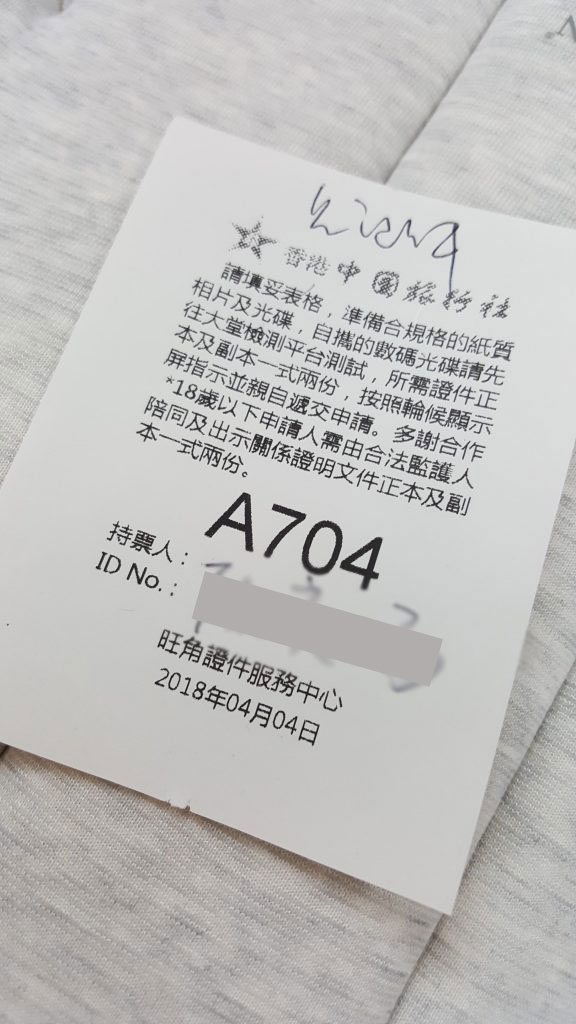 香港中國旅行社
請填妥表格，準備合規格的紙質
相片及光碟，自攜的數碼光碟請先
往大堂檢測平台測試，所需證件正
本及副本一式兩份，按照輪候顯示
屏指示並親自遞交申請。多謝合作
*18歲以下申請人需由合法監護人
陪同及出示關係證明文件正本及副
本一式兩份。
A704
持票人：
ID No.：
旺角證件服務中心
2018年04月04日